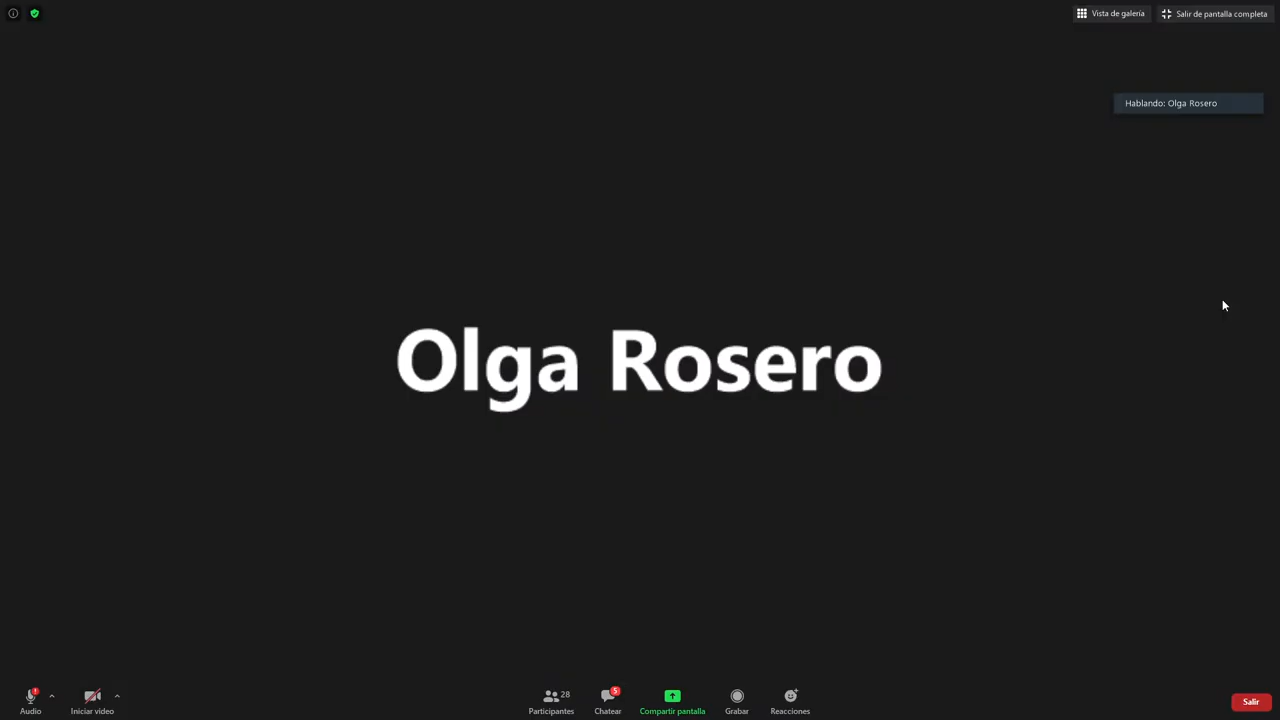 Vista de galería
Salir de pantalla completa
Hablando: Olga Rosero
Olga Rosero
Audio
Iniciar video
28
Participantes
5
Chatear
Compartir pantalla
Grabar
Reacciones
Salir